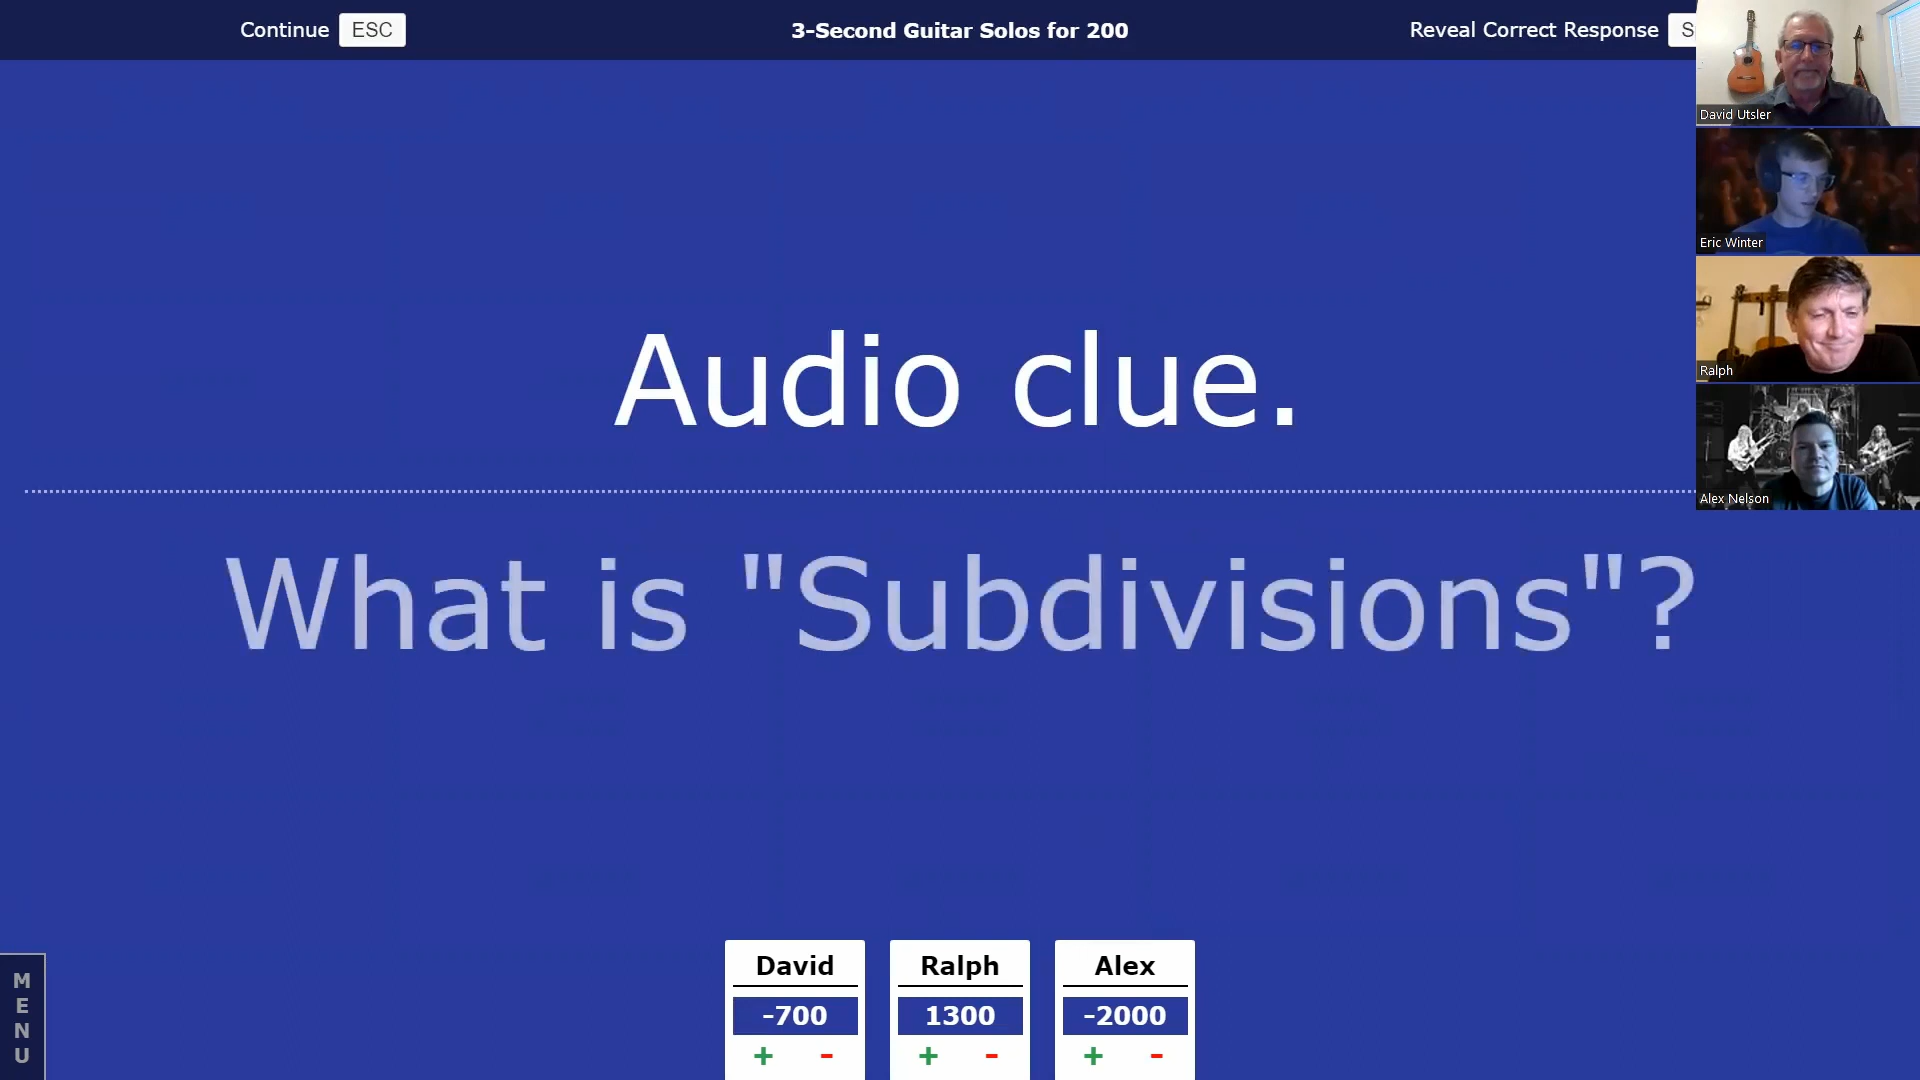 Continue ESC
3-Second Guitar Solos for 200
Reveal Correct Response S
David Utsler
Eric Winter
Ralph
Alex Nelson
Audio clue.
What is "Subdivisions"?
MENU
David
-700
+ -
Ralph
1300
+ -
Alex
-2000
+ -